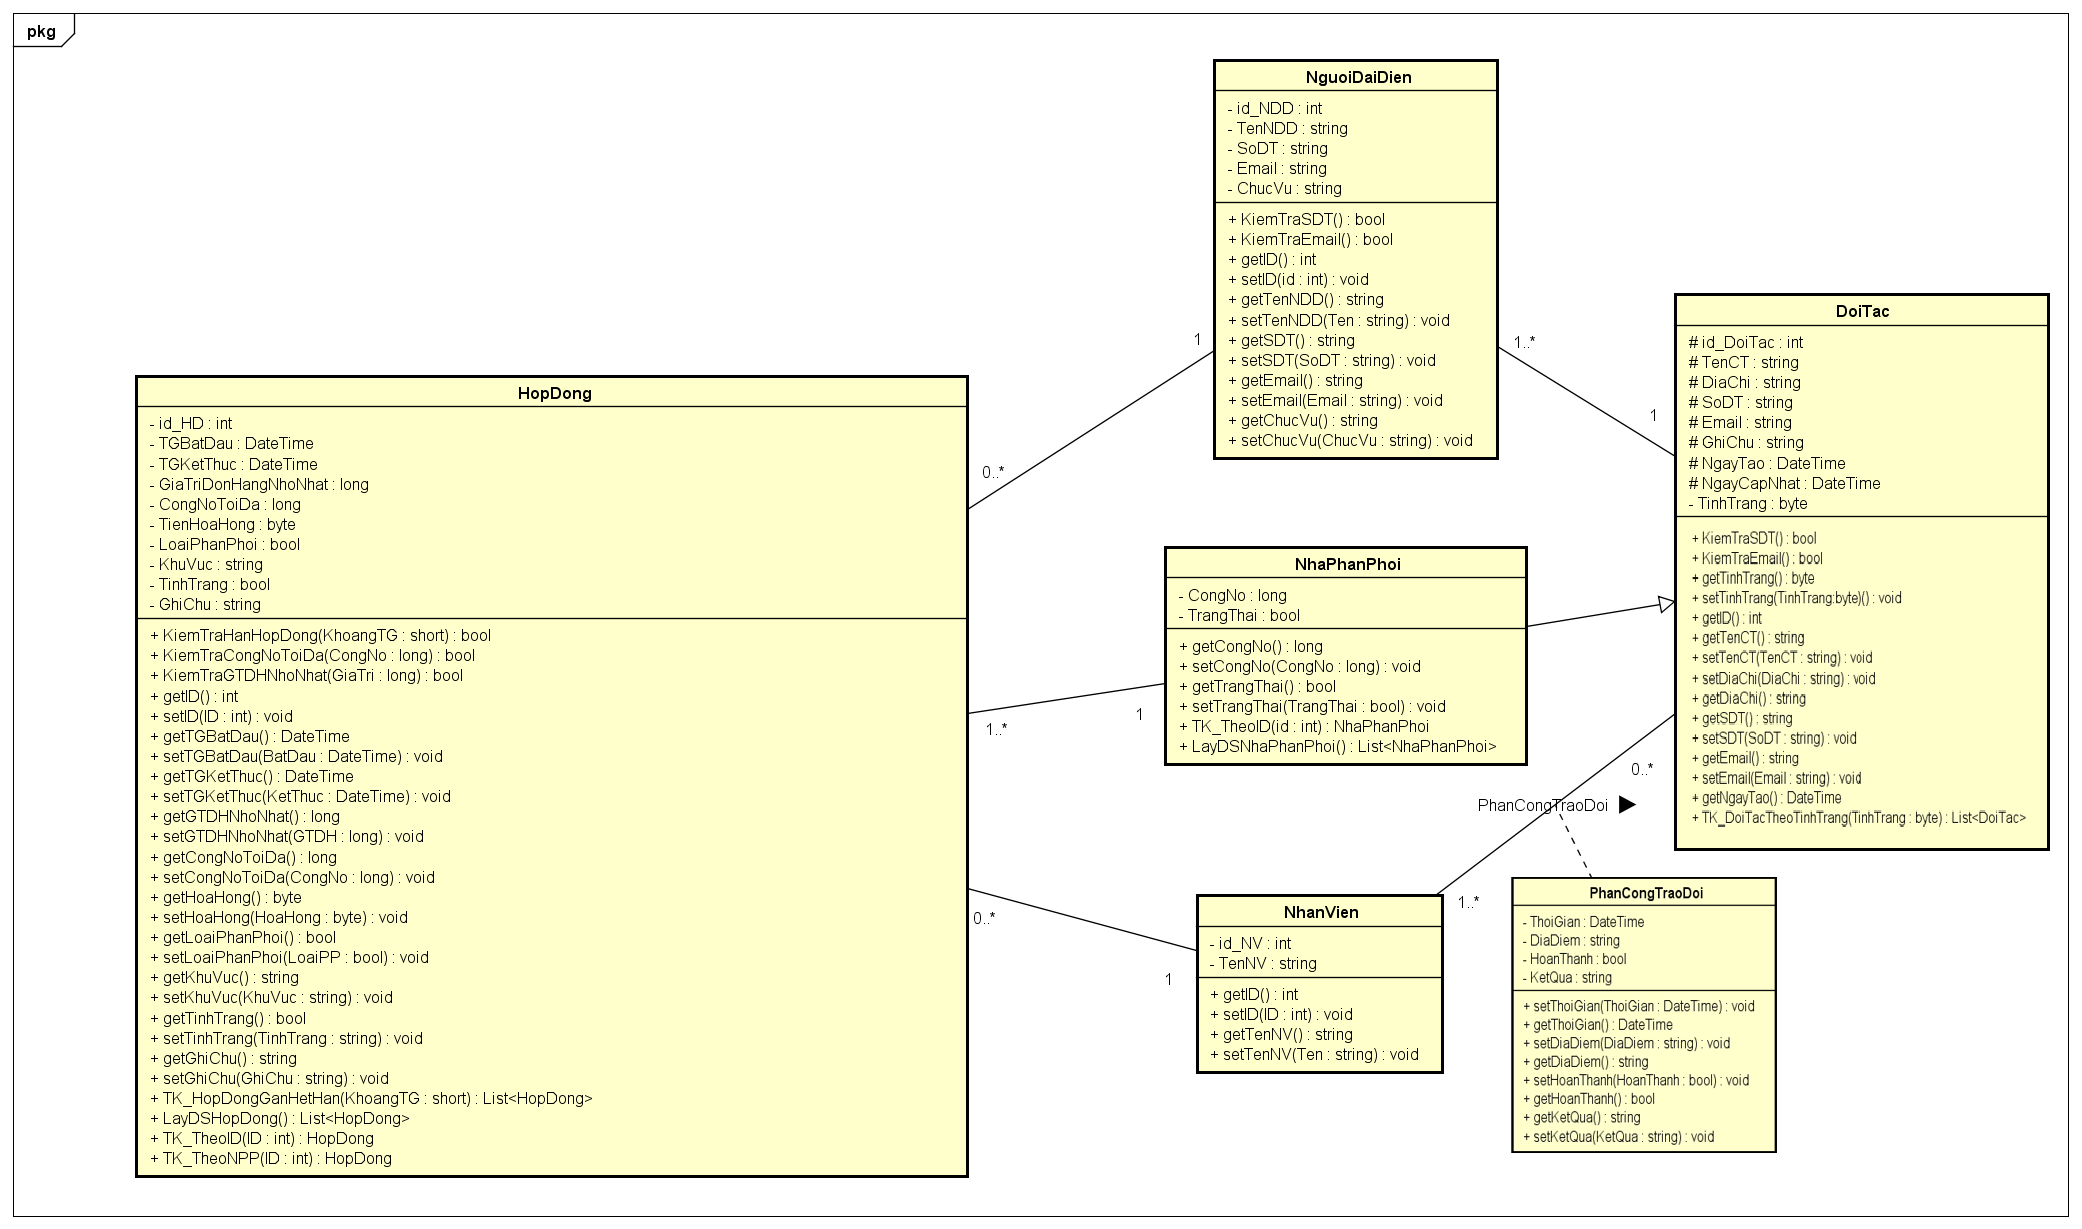 pkg
NguoiDaiDien
- id_NDD : int
- TenNDD : string
- SoDT : string
- Email : string
- ChucVu : string
+ KiemTraSDT() : bool
+ KiemTraEmail() : bool
+ getID() : int
+ setID(id : int) : void
+ getTenNDD() : string
+ setTenNDD(Ten : string) : void
+ getSDT() : string
+ setSDT(SoDT : string) : void
+ getEmail() : string
+ setEmail(Email : string) : void
+ getChucVu() : string
+ setChucVu(ChucVu : string) : void
1
0..*
1..*
1
HopDong
- id_HD : int
- TGBatDau : DateTime
- TGKetThuc : DateTime
- GiaTriDonHangNhoNhat : long
- CongNoToiDa : long
- TienHoaHong : byte
- LoaiPhanPhoi : bool
- KhuVuc : string
- TinhTrang : bool
- GhiChu : string
+ KiemTraHanHopDong(KhoangTG : short) : bool
+ KiemTraCongNoToiDa(CongNo : long) : bool
+ KiemTraGTDHNhoNhat(GiaTri : long) : bool
+ getID() : int
+ setID(ID : int) : void
+ getTGBatDau() : DateTime
+ setTGBatDau(BatDau : DateTime) : void
+ getTGKetThuc() : DateTime
+ setTGKetThuc(KetThuc : DateTime) : void
+ getGTDHNhoNhat() : long
+ setGTDHNhoNhat(GTDH : long) : void
+ getCongNoToiDa() : long
+ setCongNoToiDa(CongNo : long) : void
+ getHoaHong() : byte
+ setHoaHong(HoaHong : byte) : void
+ getLoaiPhanPhoi() : bool
+ setLoaiPhanPhoi(LoaiPP : bool) : void
+ getKhuVuc() : string
+ setKhuVuc(KhuVuc : string) : void
+ getTinhTrang() : bool
+ setTinhTrang(TinhTrang : string) : void
+ getGhiChu() : string
+ setGhiChu(GhiChu : string) : void
+ TK_HopDongGanHetHan(KhoangTG : short) : List<HopDong>
+ LayDSHopDong() : List<HopDong>
+ TK_TheoID(ID : int) : HopDong
+ TK_TheoNPP(ID : int) : HopDong
1..*
1
0..*
1
NhaPhanPhoi
- CongNo : long
- TrangThai : bool
+ getCongNo() : long
+ setCongNo(CongNo : long) : void
+ getTrangThai() : bool
+ setTrangThai(TrangThai : bool) : void
+ TK_TheoID(id : int) : NhaPhanPhoi
+ LayDSNhaPhanPhoi() : List<NhaPhanPhoi>
DoiTac
# id_DoiTac : int
# TenCT : string
# DiaChi : string
# SoDT : string
# Email : string
# GhiChu : string
# NgayTao : DateTime
# NgayCapNhat : DateTime
- TinhTrang : byte
+ KiemTraSDT() : bool
+ KiemTraEmail() : bool
+ getTinhTrang() : byte
+ setTinhTrang(TinhTrang:byte)() : void
+ getID() : int
+ getTenCT() : string
+ setTenCT(TenCT : string) : void
+ setDiaChi(DiaChi : string) : void
+ getDiaChi() : string
+ getSDT() : string
+ setSDT(SoDT : string) : void
+ getEmail() : string
+ setEmail(Email : string) : void
+ getNgayTao() : DateTime
+ TK_DoiTacTheoTinhTrang(TinhTrang : byte) : List<DoiTac>
0..*
PhanCongTraoDoi
1..*
NhanVien
- id_NV : int
- TenNV : string
+ getID() : int
+ setID(ID : int) : void
+ getTenNV() : string
+ setTenNV(Ten : string) : void
PhanCongTraoDoi
- ThoiGian : DateTime
- DiaDiem : string
- HoanThanh : bool
- KetQua : string
+ setThoiGian(ThoiGian : DateTime) : void
+ getThoiGian() : DateTime
+ setDiaDiem(DiaDiem : string) : void
+ getDiaDiem() : string
+ setHoanThanh(HoanThanh : bool) : void
+ getHoanThanh() : bool
+ getKetQua() : string
+ setKetQua(KetQua : string) : void